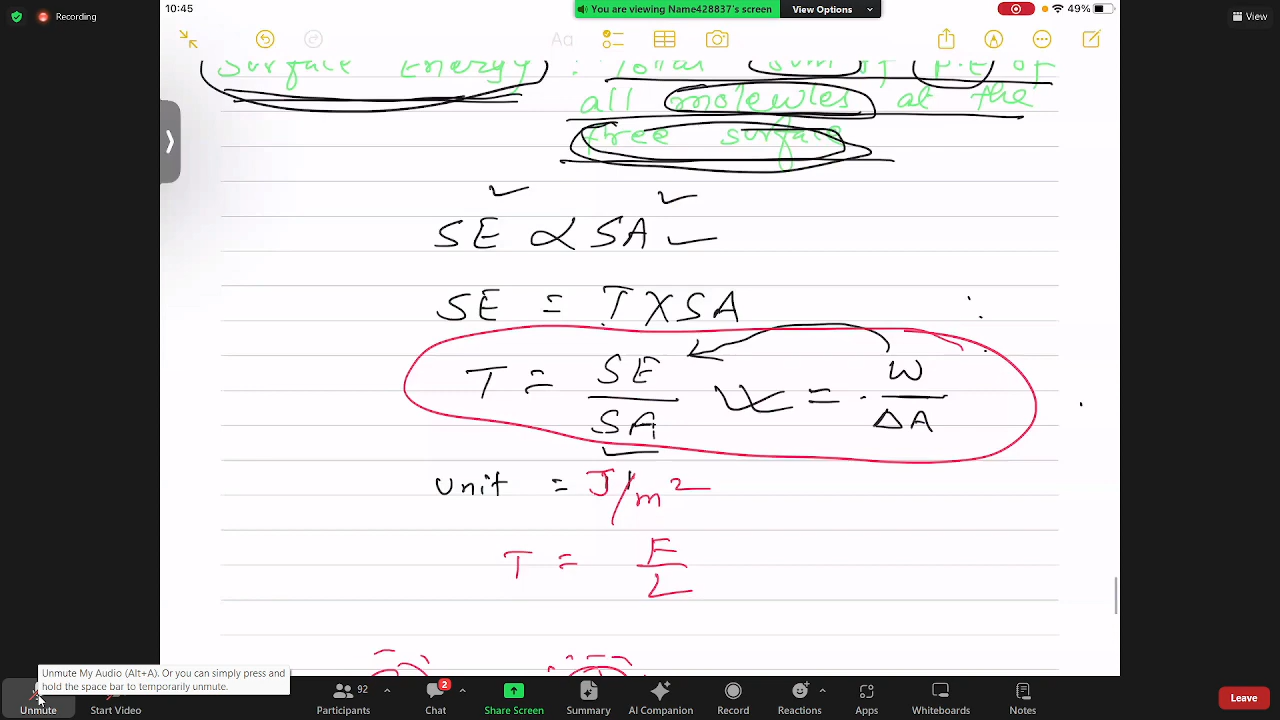 10:45
You are viewing Name428837's screen
View Options
49%
Recording
View
Aa
Surface Energy : Total sum of P.E of
all molecules at the
free surface
SE ∝ SA
SE = T X SA
T = SE/SA = W/ΔA
unit = J/m²
T = F/L
Unmute My Audio (Alt+A). Or you can simply press and
hold the space bar to temporarily unmute.
Unmute
Start Video
Participants 92
Chat 2
Share Screen
Summary
AI Companion
Record
Reactions
Apps
Whiteboards
Notes
Leave